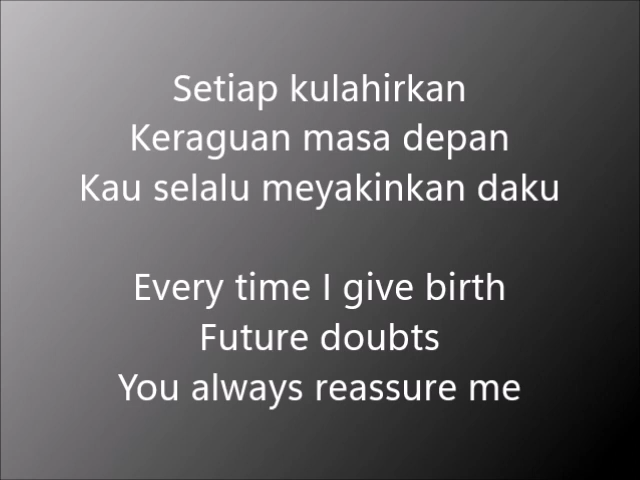 Setiap kulahirkan
Keraguan masa depan
Kau selalu meyakinkan daku
Every time I give birth
Future doubts
You always reassure me